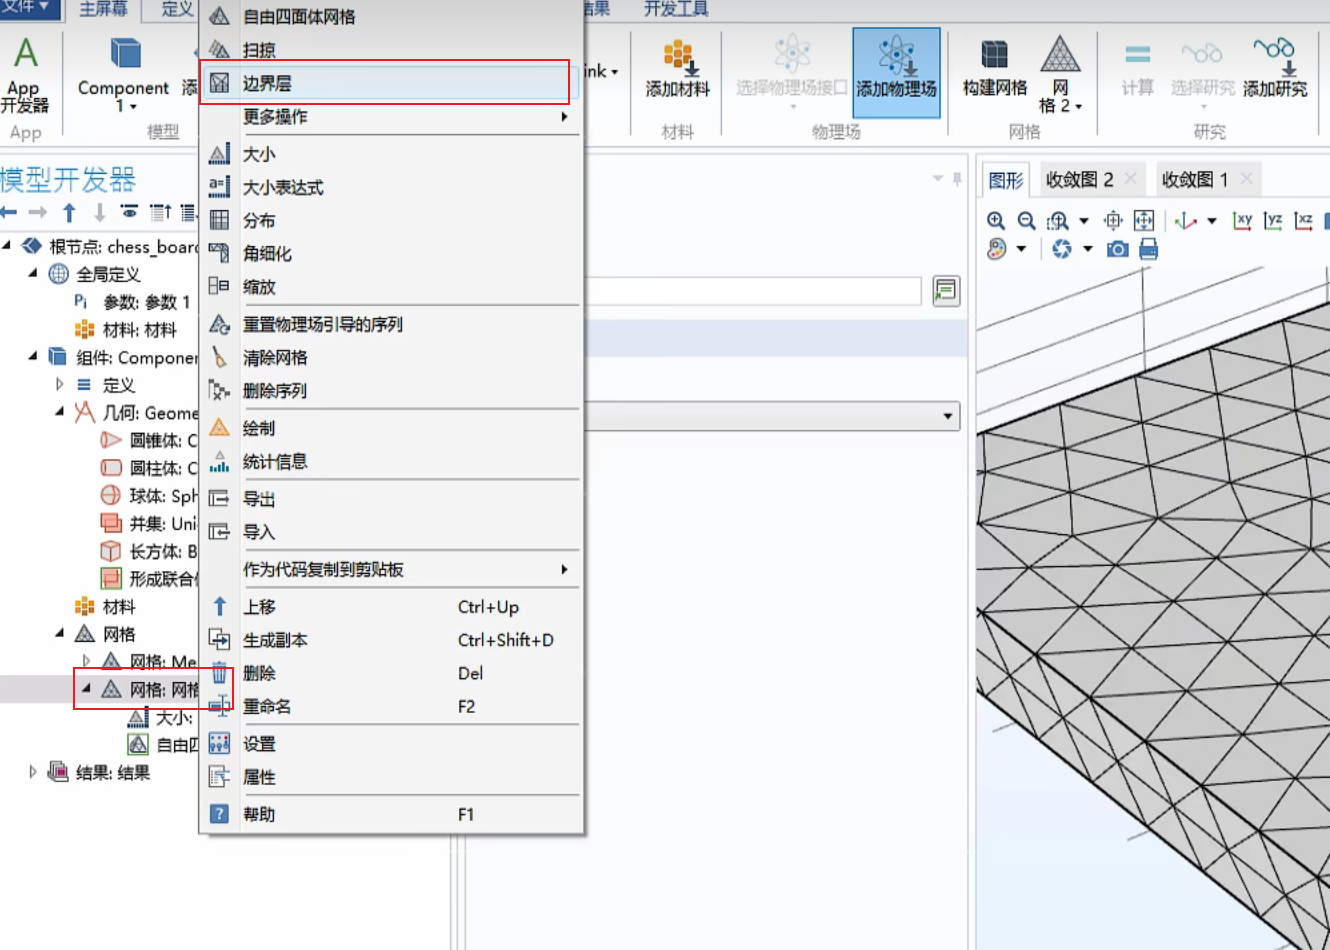 文件
主屏幕
定义
结果
开发工具
App
开发器
App
Component
1
添
模型
ink
添加材料
材料
选择物理场接口
添加物理场
物理场
构建网格
网
格 2
网格
计算
选择研究
添加研究
研究
自由四面体网格
扫掠
边界层
更多操作
大小
大小表达式
分布
角细化
缩放
重置物理场引导的序列
清除网格
删除序列
绘制
统计信息
导出
导入
作为代码复制到剪贴板
上移 Ctrl+Up
生成副本 Ctrl+Shift+D
删除 Del
重命名 F2
设置
属性
帮助 F1
模型开发器
根节点: chess_board
全局定义
Pi 参数: 参数 1
材料: 材料
组件: Componen
定义
几何: Geome
圆锥体: C
圆柱体: C
球体: Sph
并集: Uni
长方体: B
形成联合体
材料
网格
网格: Me
网格: 网格
大小:
自由四
结果: 结果
图形
收敛图 2
收敛图 1
xy
yz
xz